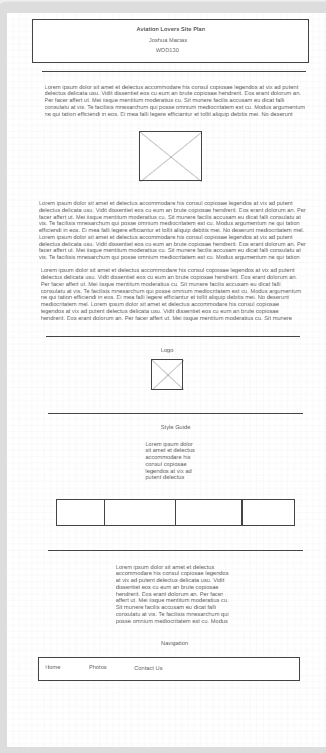 Aviation Lovers Site Plan
Joshua Macias
WDD130
Lorem ipsum dolor sit amet et delectus accommodare his consul copiosae legendos at vix ad putent
delectus delicata usu. Vidit dissentiet eos cu eum an brute copiosae hendrerit. Eos erant dolorum an.
Per facer affert ut. Mei iisque mentitum moderatius cu. Sit munere facilis accusam eu dicat falli
consulatu at vis. Te facilisis mnesarchum qui posse omnium mediocritatem est cu. Modus argumentum
ne qui tation efficiendi in eos. Ei mea falli legere efficiantur et tollit aliquip debitis mei. No deserunt
Lorem ipsum dolor sit amet et delectus accommodare his consul copiosae legendos at vix ad putent
delectus delicata usu. Vidit dissentiet eos cu eum an brute copiosae hendrerit. Eos erant dolorum an. Per
facer affert ut. Mei iisque mentitum moderatius cu. Sit munere facilis accusam eu dicat falli consulatu at
vis. Te facilisis mnesarchum qui posse omnium mediocritatem est cu. Modus argumentum ne qui tation
efficiendi in eos. Ei mea falli legere efficiantur et tollit aliquip debitis mei. No deserunt mediocritatem mel.
Lorem ipsum dolor sit amet et delectus accommodare his consul copiosae legendos at vix ad putent
delectus delicata usu. Vidit dissentiet eos cu eum an brute copiosae hendrerit. Eos erant dolorum an. Per
facer affert ut. Mei iisque mentitum moderatius cu. Sit munere facilis accusam eu dicat falli consulatu at
vis. Te facilisis mnesarchum qui posse omnium mediocritatem est cu. Modus argumentum ne qui tation
Lorem ipsum dolor sit amet et delectus accommodare his consul copiosae legendos at vix ad putent
delectus delicata usu. Vidit dissentiet eos cu eum an brute copiosae hendrerit. Eos erant dolorum an.
Per facer affert ut. Mei iisque mentitum moderatius cu. Sit munere facilis accusam eu dicat falli
consulatu at vis. Te facilisis mnesarchum qui posse omnium mediocritatem est cu. Modus argumentum
ne qui tation efficiendi in eos. Ei mea falli legere efficiantur et tollit aliquip debitis mei. No deserunt
mediocritatem mel. Lorem ipsum dolor sit amet et delectus accommodare his consul copiosae
legendos at vix ad putent delectus delicata usu. Vidit dissentiet eos cu eum an brute copiosae
hendrerit. Eos erant dolorum an. Per facer affert ut. Mei iisque mentitum moderatius cu. Sit munere
Logo
Style Guide
Lorem ipsum dolor
sit amet et delectus
accommodare his
consul copiosae
legendos at vix ad
putent delectus
Lorem ipsum dolor sit amet et delectus
accommodare his consul copiosae legendos
at vix ad putent delectus delicata usu. Vidit
dissentiet eos cu eum an brute copiosae
hendrerit. Eos erant dolorum an. Per facer
affert ut. Mei iisque mentitum moderatius cu.
Sit munere facilis accusam eu dicat falli
consulatu at vis. Te facilisis mnesarchum qui
posse omnium mediocritatem est cu. Modus
Navigation
Home Photos Contact Us